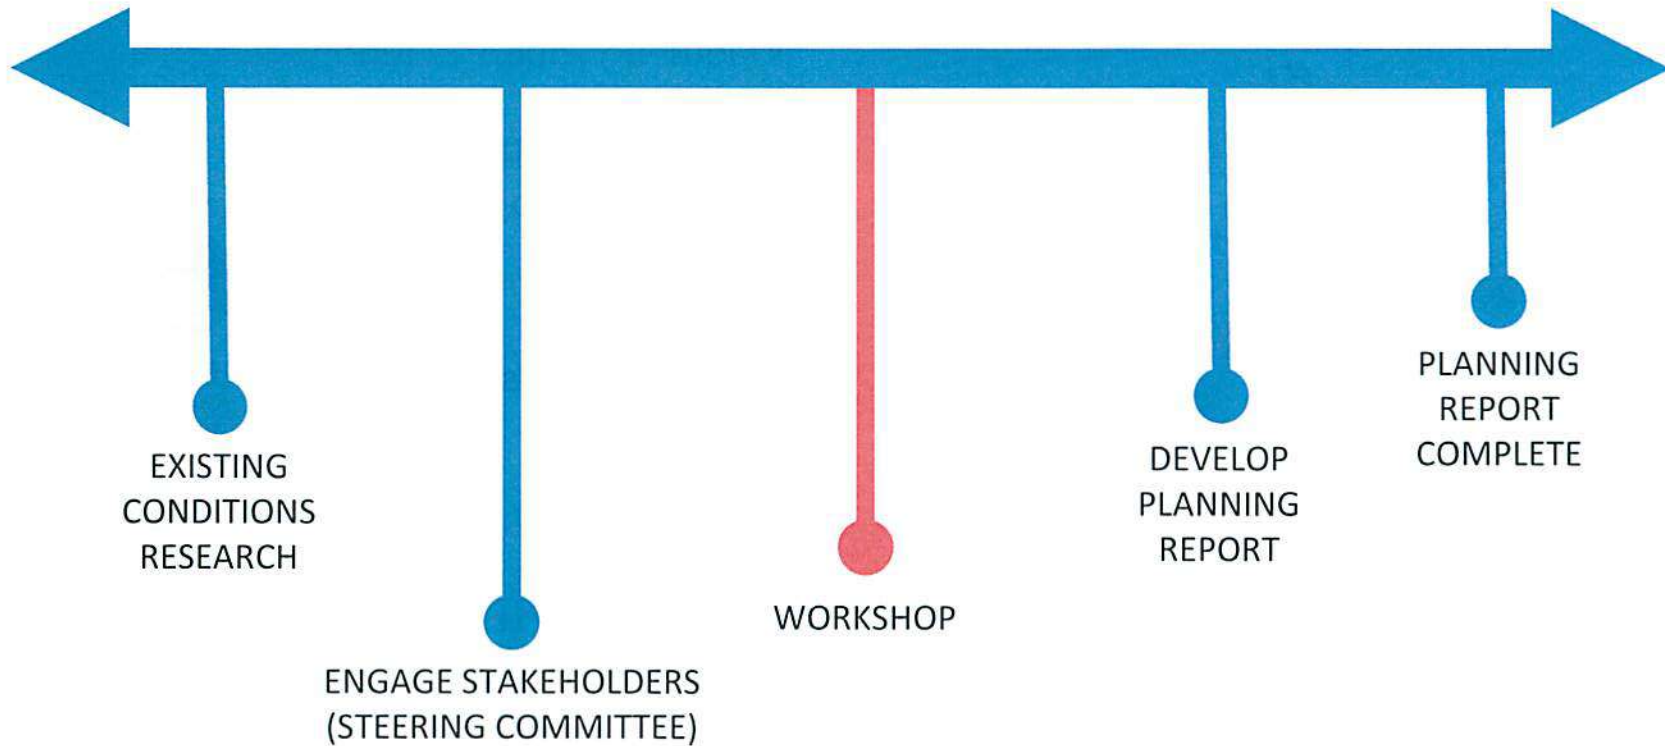 EXISTING
CONDITIONS
RESEARCH
ENGAGE STAKEHOLDERS
(STEERING COMMITTEE)
WORKSHOP
DEVELOP
PLANNING
REPORT
PLANNING
REPORT
COMPLETE